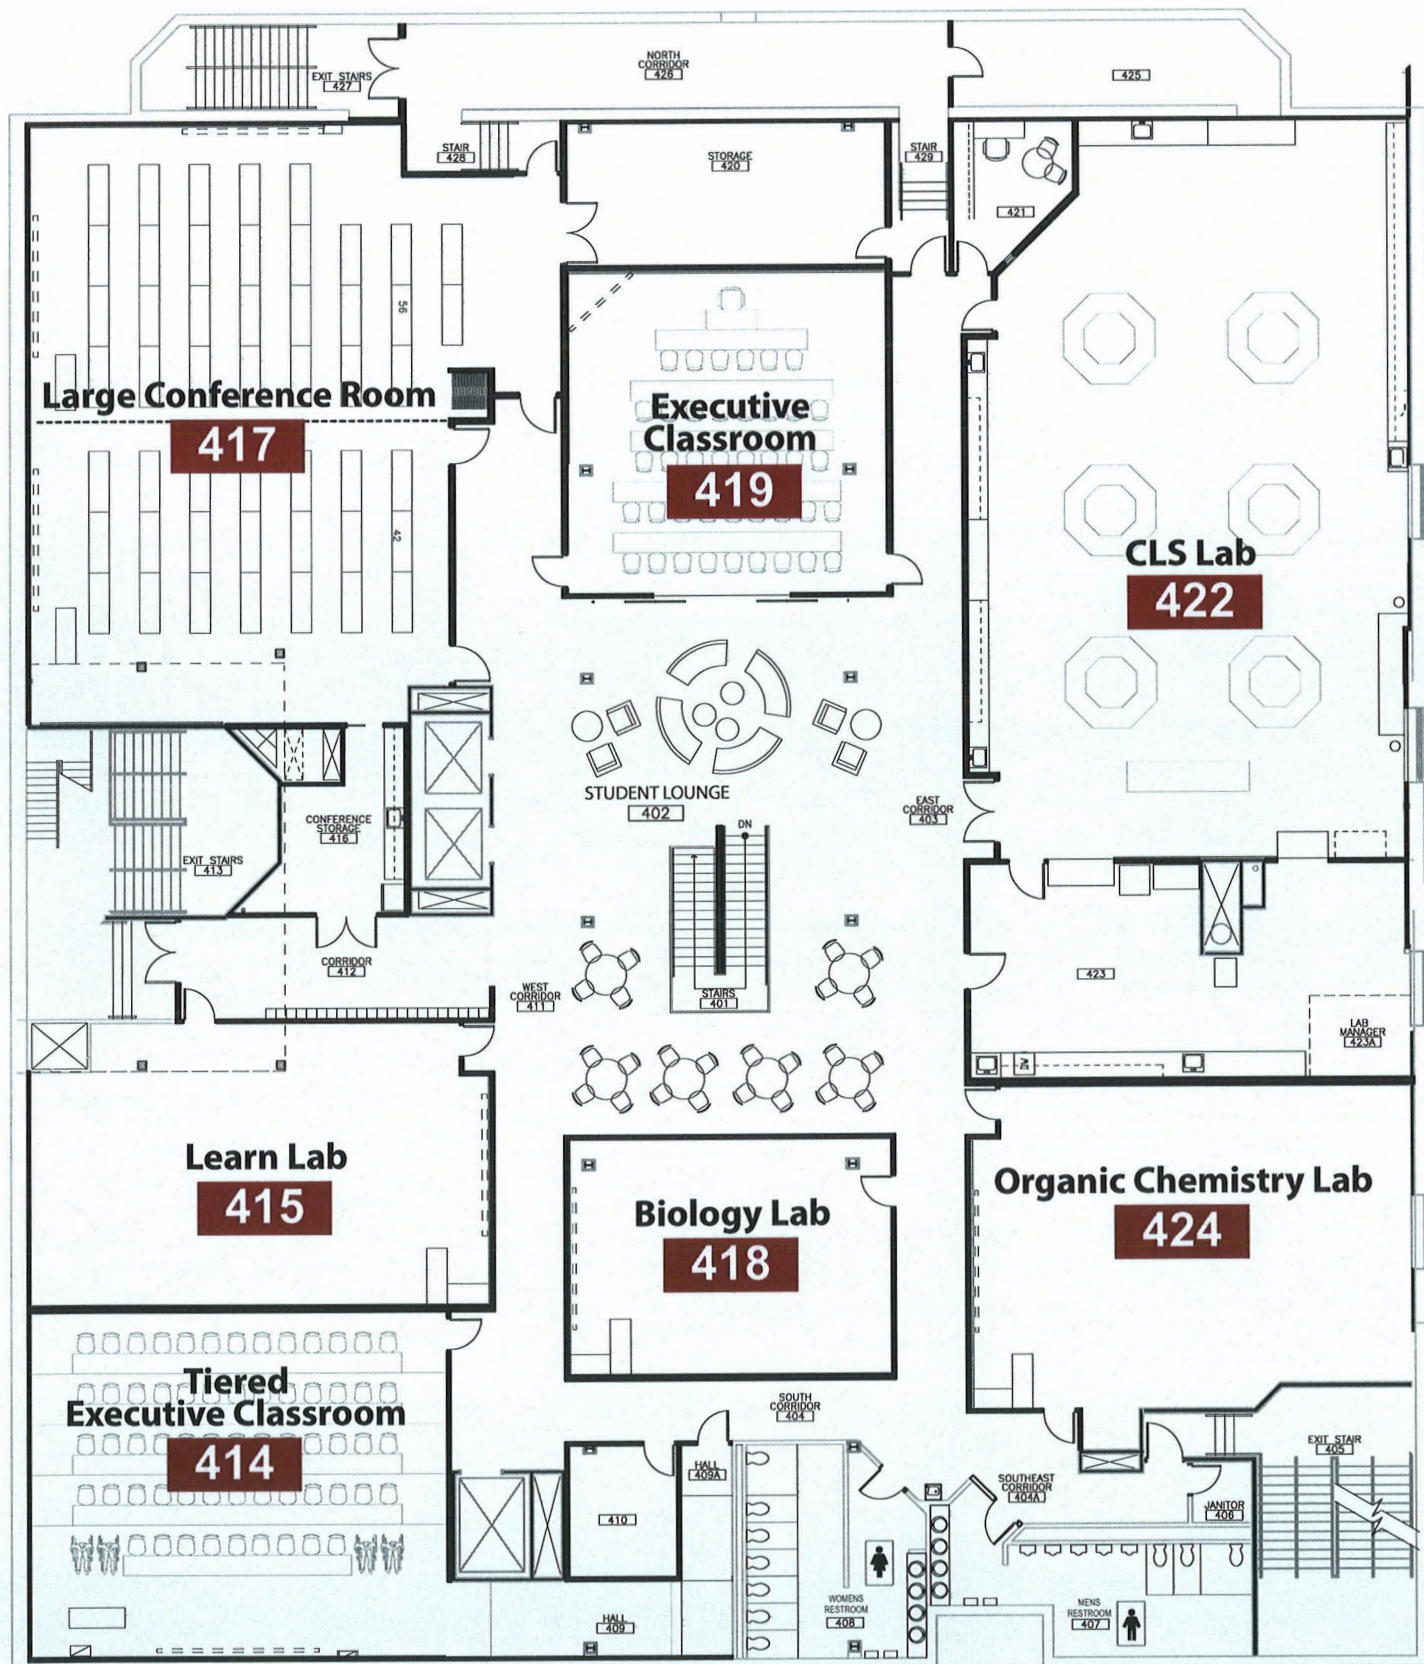 EXIT STAIRS
427
NORTH
CORRIDOR
426
425
STAIR
428
STORAGE
420
STAIR
429
421
56
Large Conference Room
417
Executive
Classroom
419
42
CLS Lab
422
STUDENT LOUNGE
402
EAST
CORRIDOR
403
DN
CONFERENCE
STORAGE
416
EXIT STAIRS
413
CORRIDOR
412
WEST
CORRIDOR
411
STAIRS
401
423
LAB
MANAGER
423A
DW
Learn Lab
415
Biology Lab
418
Organic Chemistry Lab
424
Tiered
Executive Classroom
414
SOUTH
CORRIDOR
404
HALL
409A
410
EXIT STAIR
405
SOUTHEAST
CORRIDOR
404A
JANITOR
406
HALL
409
WOMENS
RESTROOM
408
MENS
RESTROOM
407